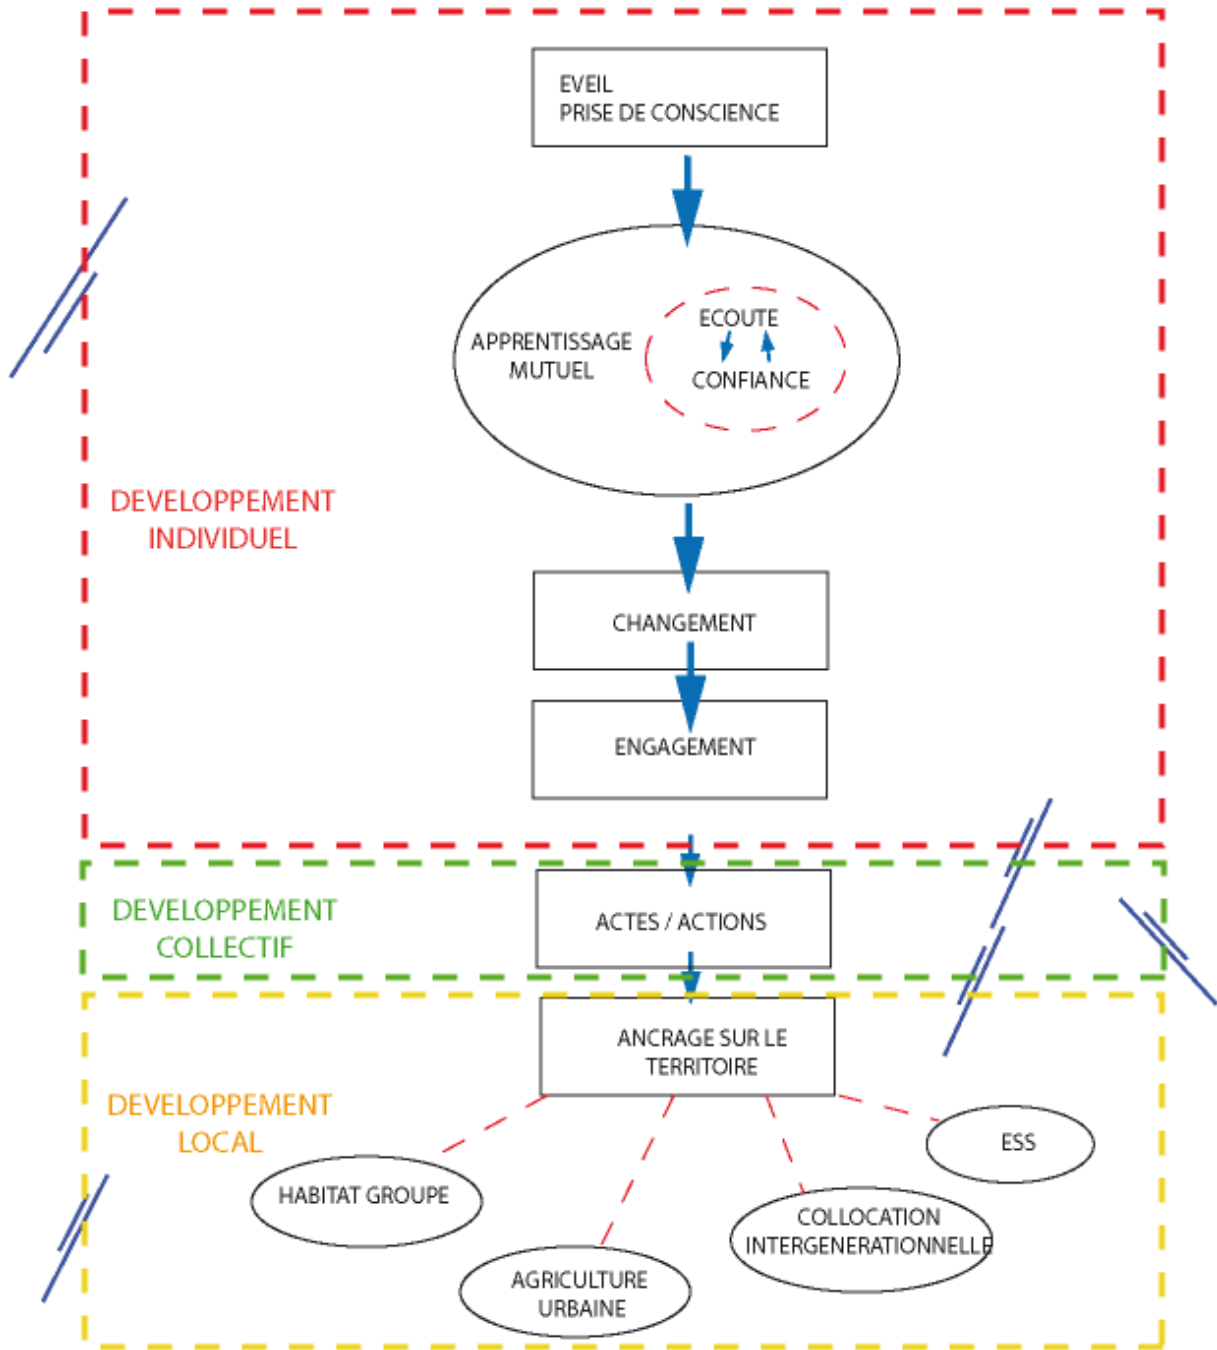 EVEIL
PRISE DE CONSCIENCE
ECOUTE
APPRENTISSAGE
MUTUEL
CONFIANCE
DEVELOPPEMENT
INDIVIDUEL
CHANGEMENT
ENGAGEMENT
DEVELOPPEMENT
COLLECTIF
ACTES / ACTIONS
ANCRAGE SUR LE
TERRITOIRE
DEVELOPPEMENT
LOCAL
ESS
HABITAT GROUPE
COLLOCATION
INTERGENERATIONNELLE
AGRICULTURE
URBAINE